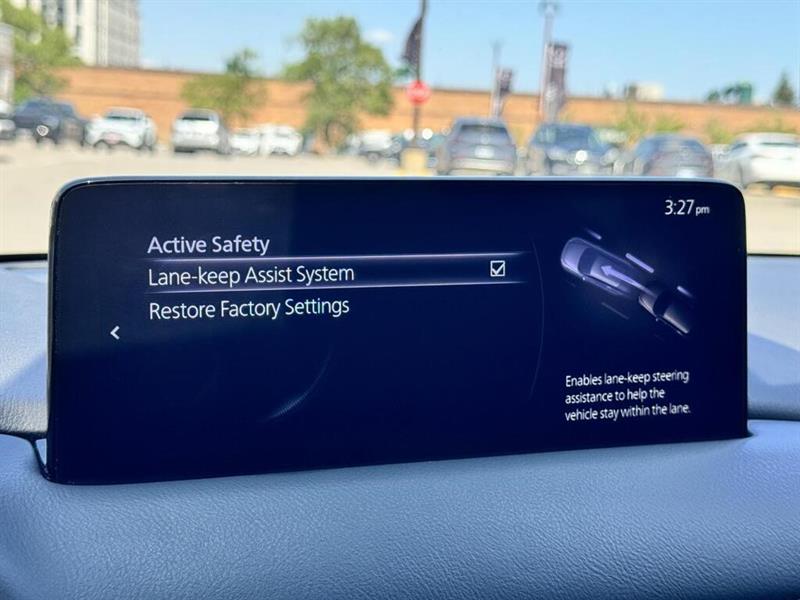 3:27 pm
Active Safety
Lane-keep Assist System
Restore Factory Settings
Enables lane-keep steering
assistance to help the
vehicle stay within the lane.